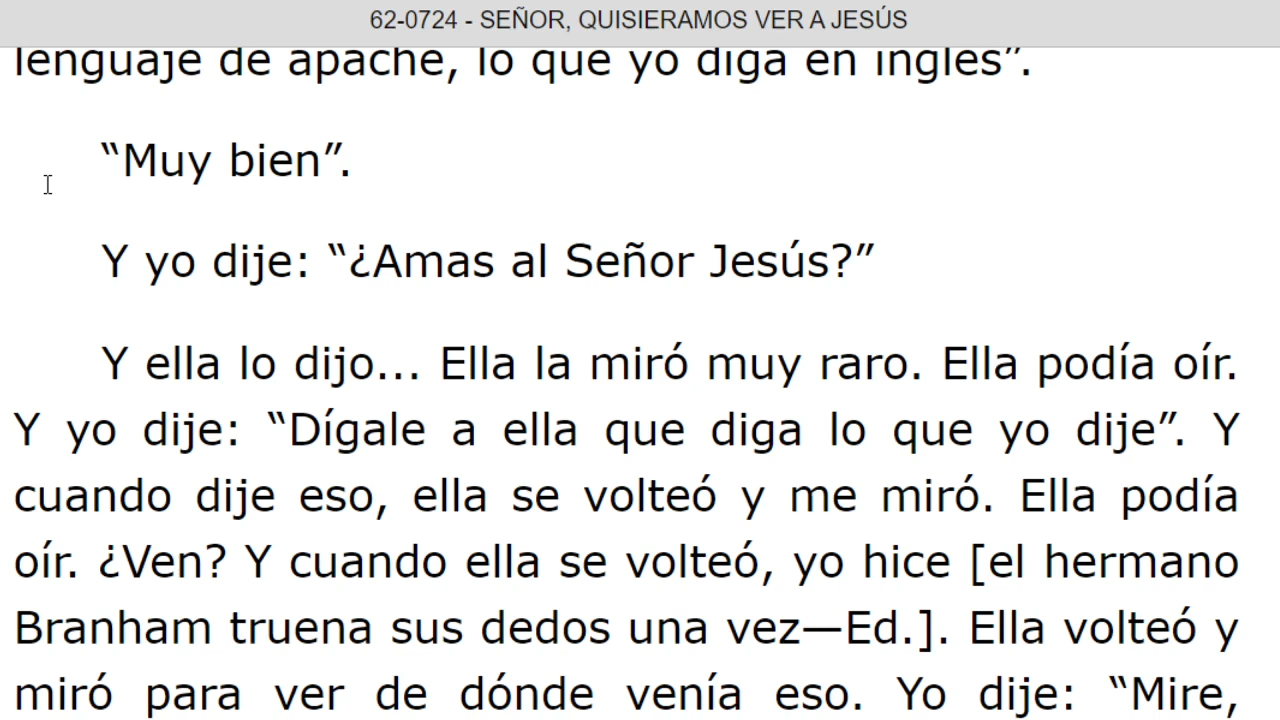 62-0724 - SEÑOR, QUISIERAMOS VER A JESÚS
lenguaje de apache, lo que yo diga en inglés”.
“Muy bien”.
Y yo dije: “¿Amas al Señor Jesús?”
Y ella lo dijo... Ella la miró muy raro. Ella podía oír.
Y yo dije: “Dígale a ella que diga lo que yo dije”. Y
cuando dije eso, ella se volteó y me miró. Ella podía
oír. ¿Ven? Y cuando ella se volteó, yo hice [el hermano
Branham truena sus dedos una vez—Ed.]. Ella volteó y
miró para ver de dónde venía eso. Yo dije: “Mire,